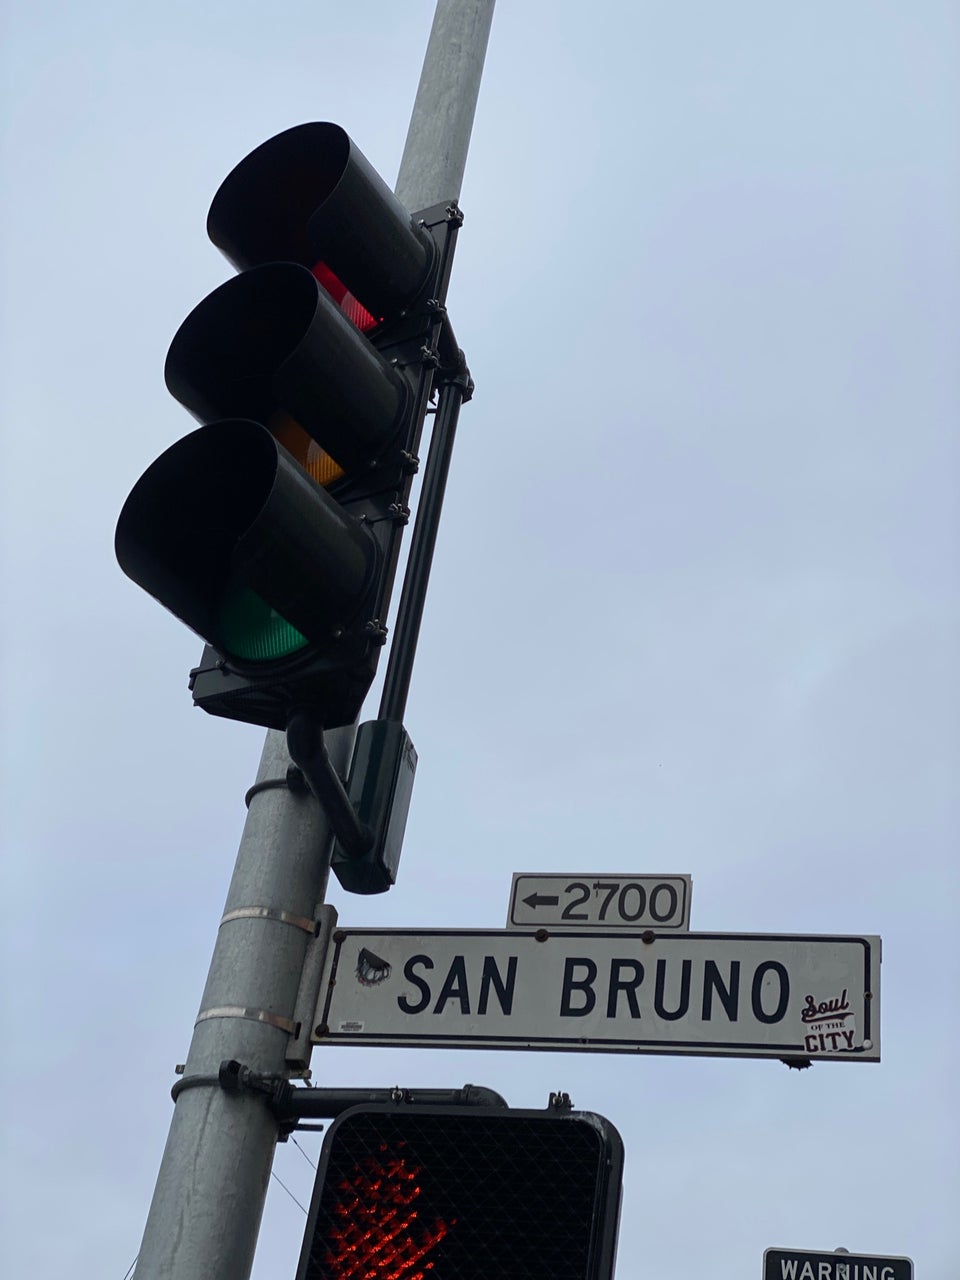 ←2700
SAN BRUNO
Soul
OF THE
CITY
WARNING